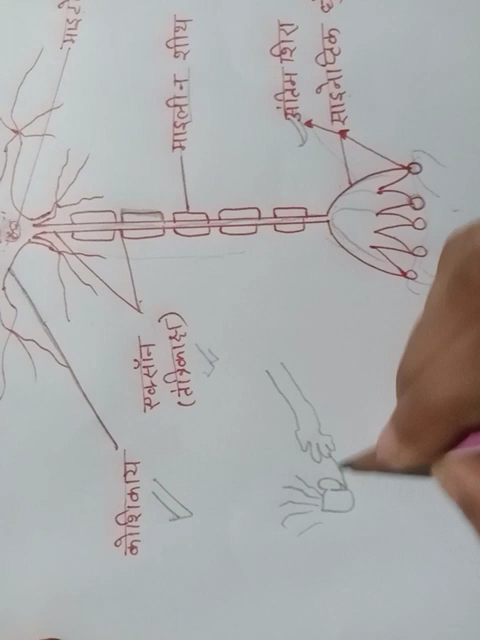 माइलीन शीथ
अंतिम शिरा
साइनेप्टिक
एक्सॉन
(तंत्रिकाक्ष)
कोशिकाय